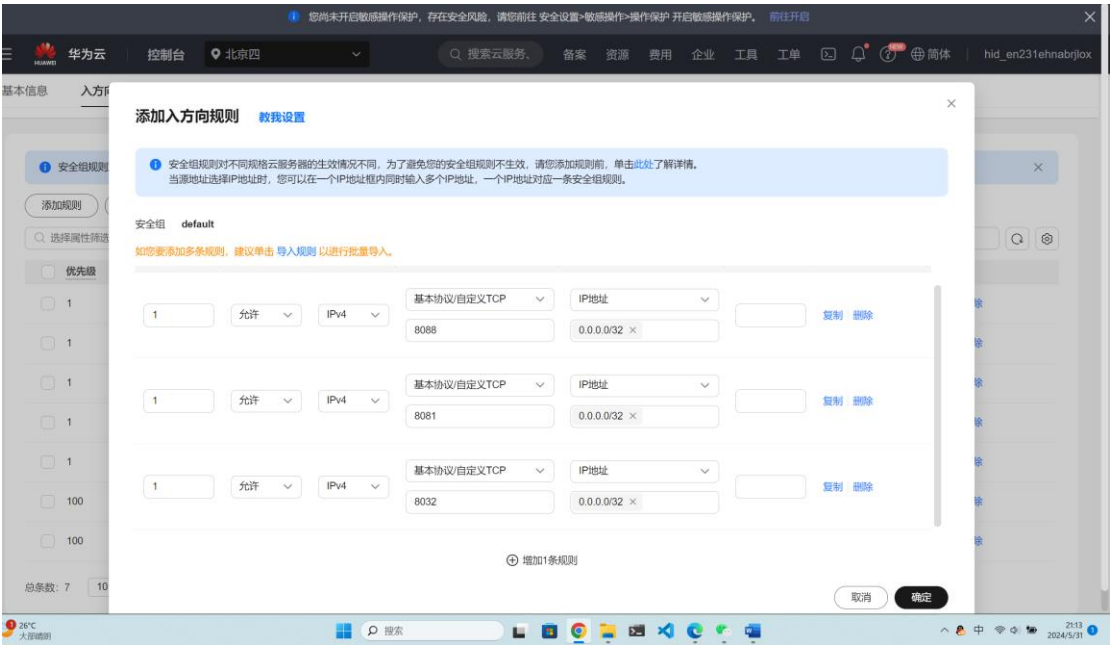 您尚未开启敏感操作保护，存在安全风险，请您前往 安全设置>敏感操作>操作保护 开启敏感操作保护。 前往开启
HUAWEI 华为云 控制台 北京四 搜索云服务、 备案 资源 费用 企业 工具 工单 NEW 简体 hid_en231ehnabrjlox
基本信息 入方向
添加入方向规则 教我设置
安全组规则对不同规格云服务器的生效情况不同，为了避免您的安全组规则不生效，请您添加规则前，单击此处了解详情。
当源地址选择IP地址时，您可以在一个IP地址框内同时输入多个IP地址，一个IP地址对应一条安全组规则。
安全组规则
添加规则
安全组 default
选择属性筛选
如您要添加多条规则，建议单击 导入规则 以进行批量导入。
优先级
1
1
1
1
1
100
100
1 允许 IPv4 基本协议/自定义TCP IP地址 复制 删除
8088 0.0.0.0/32 ×
1 允许 IPv4 基本协议/自定义TCP IP地址 复制 删除
8081 0.0.0.0/32 ×
1 允许 IPv4 基本协议/自定义TCP IP地址 复制 删除
8032 0.0.0.0/32 ×
除
除
除
除
除
除
除
增加1条规则
总条数: 7 10
取消 确定
26°C
大部晴朗
搜索
中
21:13
2024/5/31